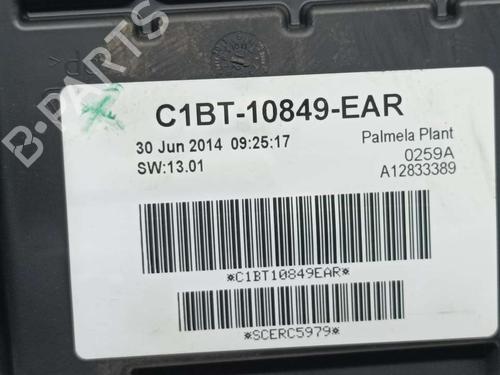 B-PARTS
C1BT-10849-EAR
30 Jun 2014 09:25:17
Palmela Plant
SW:13.01
0259A
A12833389
*C1BT10849EAR*
*SCERC5979*